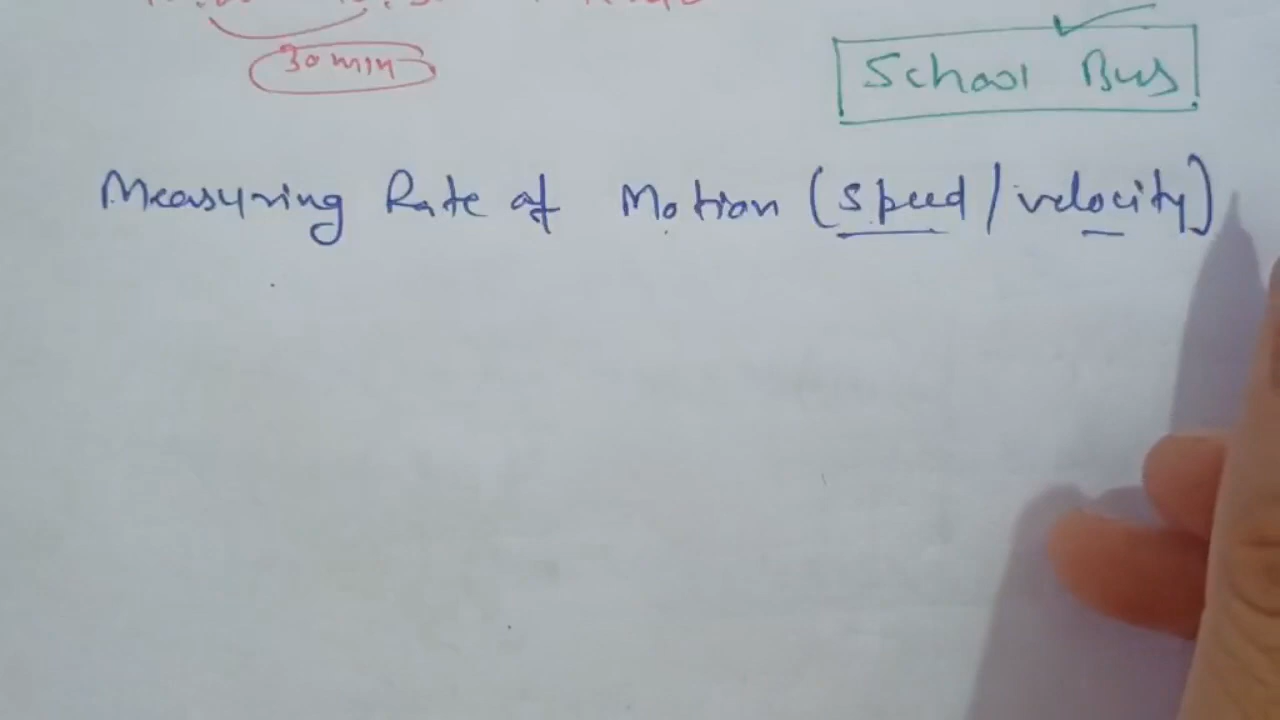 30 min
School Bus
Measuring Rate of Motion (speed/velocity)